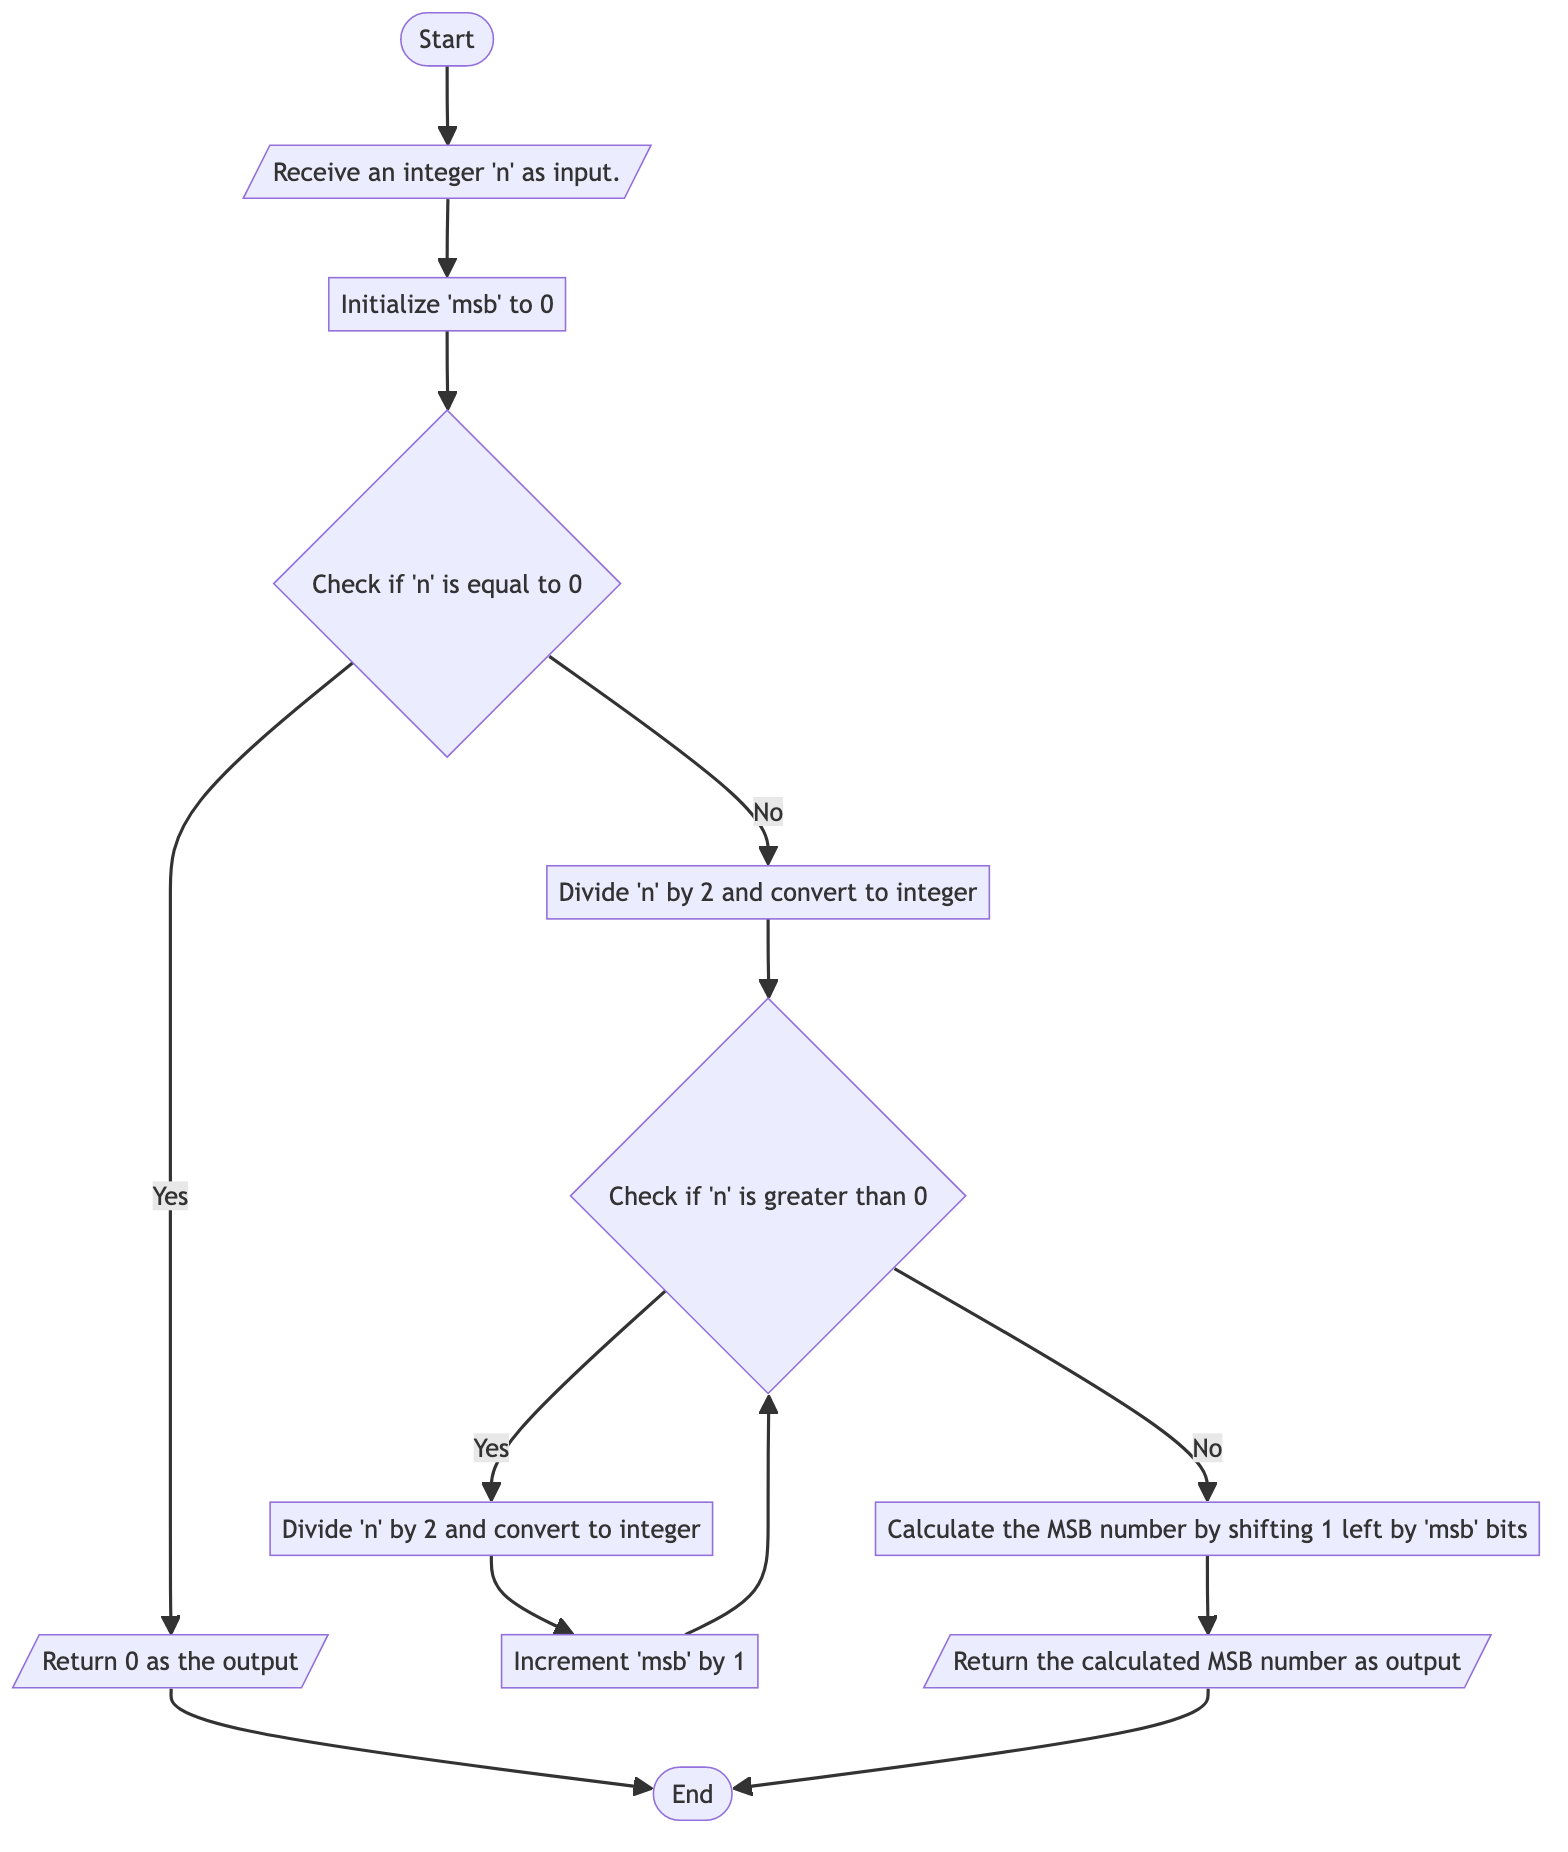 Start
Receive an integer 'n' as input.
Initialize 'msb' to 0
Check if 'n' is equal to 0
No
Divide 'n' by 2 and convert to integer
Yes
Check if 'n' is greater than 0
Yes
No
Divide 'n' by 2 and convert to integer
Calculate the MSB number by shifting 1 left by 'msb' bits
Return 0 as the output
Increment 'msb' by 1
Return the calculated MSB number as output
End